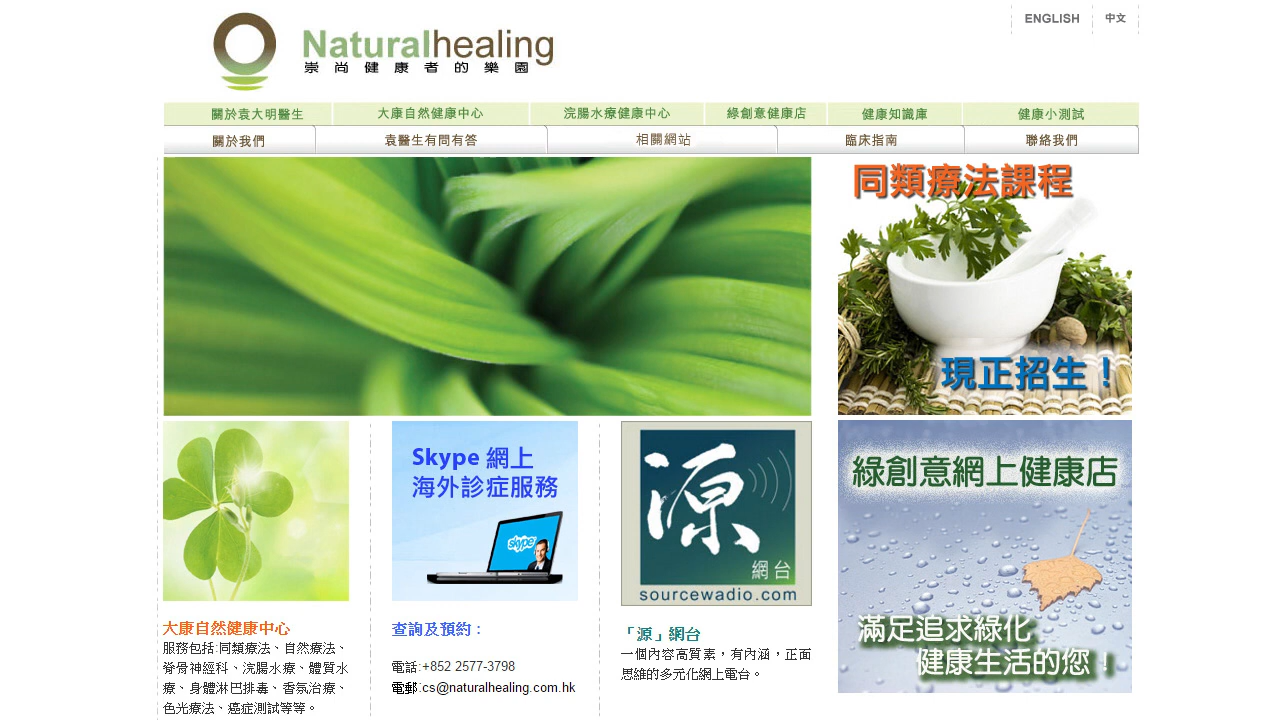 ENGLISH 中文
Naturalhealing
崇尚健康者的樂園
關於袁大明醫生 大康自然健康中心 浣腸水療健康中心 綠創意健康店 健康知識庫 健康小測試
關於我們 袁醫生有問有答 相關網站 臨床指南 聯絡我們
同類療法課程
現正招生！
Skype 網上
海外診症服務
skype
源
網台
sourcewadio.com
綠創意網上健康店
滿足追求綠化
健康生活的您！
大康自然健康中心
服務包括:同類療法、自然療法、
脊骨神經科、浣腸水療、體質水
療、身體淋巴排毒、香氛治療、
色光療法、癌症測試等等。
查詢及預約：
電話:+852 2577-3798
電郵:cs@naturalhealing.com.hk
「源」網台
一個內容高質素，有內涵，正面
思維的多元化網上電台。